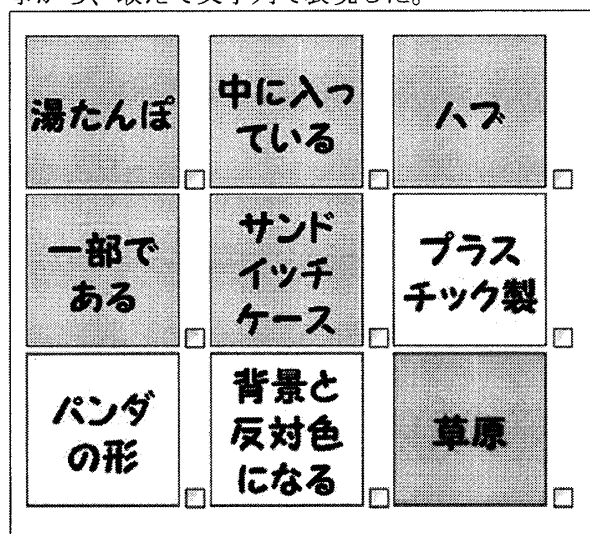 から、敢えて文字列で表現した。
湯たんぽ
中に入っ
ている
ハブ
一部で
ある
サンド
イッチ
ケース
プラス
チック製
パンダ
の形
背景と
反対色
になる
草原